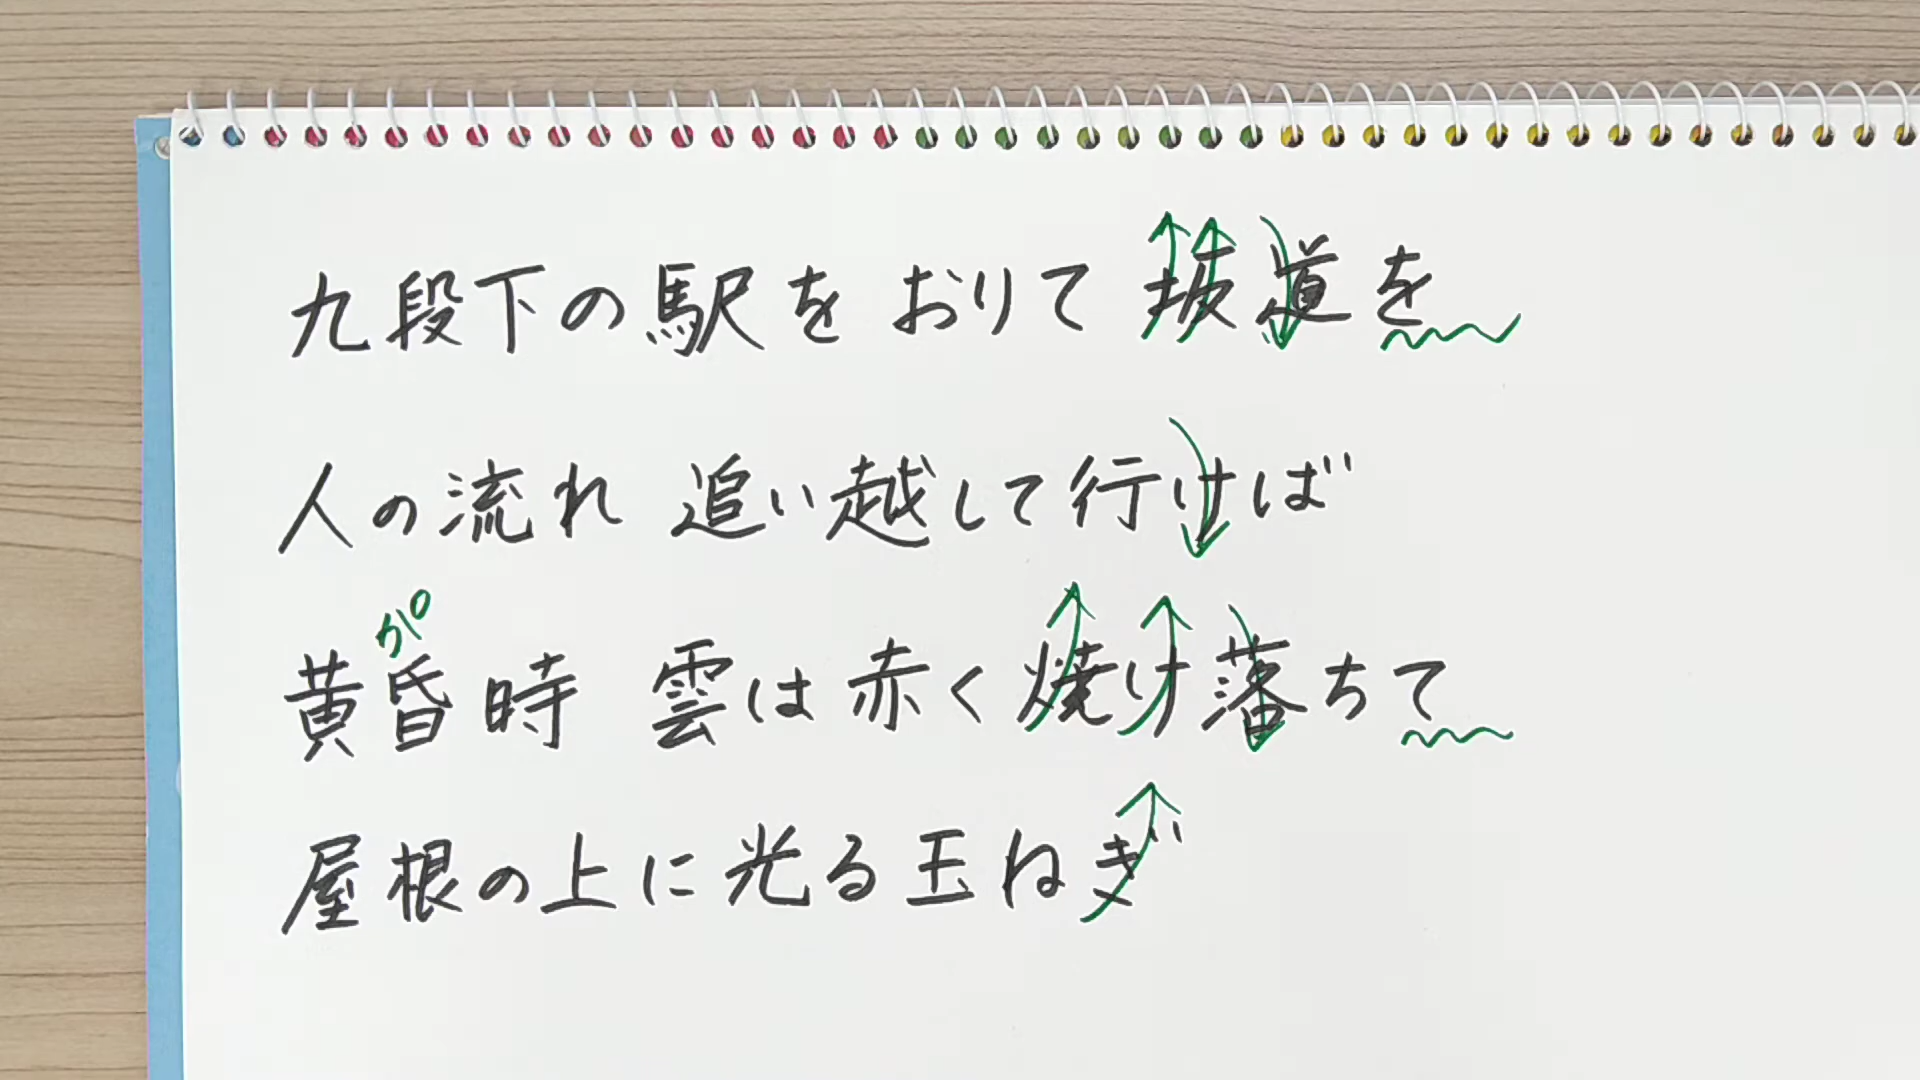 九段下の駅を おりて 坂道を
人の流れ 追い越して行けば
か゜
黄昏時 雲は赤く焼け落ちて
屋根の上に光る玉ねぎ